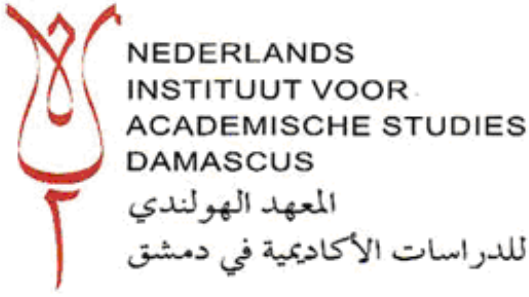 NEDERLANDS
INSTITUUT VOOR
ACADEMISCHE STUDIES
DAMASCUS
المعهد الهولندي
للدراسات الأكاديمية في دمشق